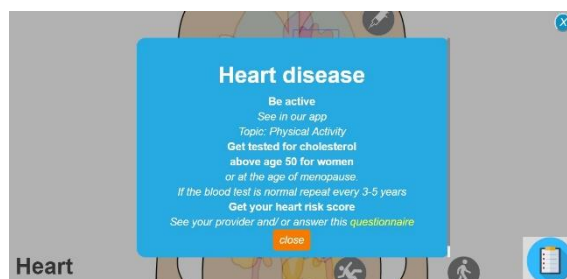 X
Heart disease
Be active
See in our app
Topic: Physical Activity
Get tested for cholesterol
above age 50 for women
or at the age of menopause.
If the blood test is normal repeat every 3-5 years
Get your heart risk score
See your provider and/ or answer this questionnaire
close
Heart